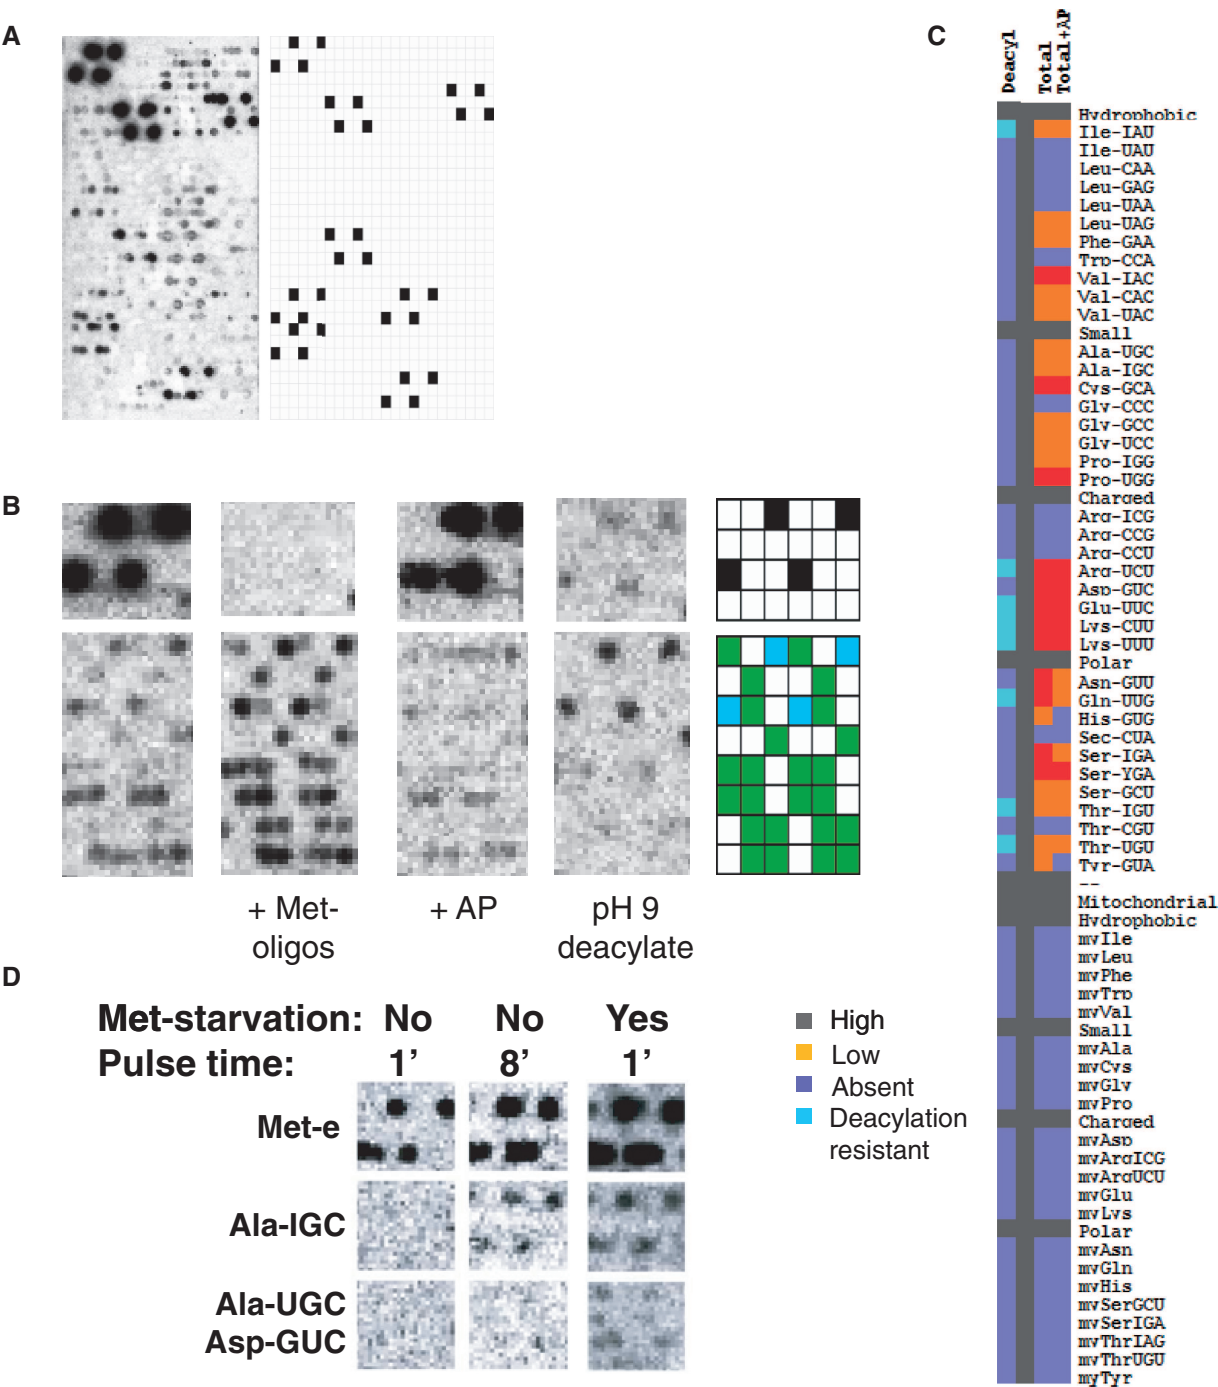 A
B
+ Met-
oligos
+ AP
pH 9
deacylate
D
Met-starvation: No No Yes
Pulse time: 1’ 8’ 1’
Met-e
Ala-IGC
Ala-UGC
Asp-GUC
High
Low
Absent
Deacylation
resistant
C
Deacyl
Total
Total+AP
Hydrophobic
Ile-IAU
Ile-UAU
Leu-CAA
Leu-GAG
Leu-UAA
Leu-UAG
Phe-GAA
Trp-CCA
Val-IAC
Val-CAC
Val-UAC
Small
Ala-UGC
Ala-IGC
Cys-GCA
Gly-CCC
Gly-GCC
Gly-UCC
Pro-IGG
Pro-UGG
Charged
Arg-ICG
Arg-CCG
Arg-CCU
Arg-UCU
Asp-GUC
Glu-UUC
Lys-CUU
Lys-UUU
Polar
Asn-GUU
Gln-UUG
His-GUG
Sec-CUA
Ser-IGA
Ser-YGA
Ser-GCU
Thr-IGU
Thr-CGU
Thr-UGU
Tyr-GUA
--
Mitochondrial
Hydrophobic
myIle
myLeu
myPhe
myTrp
myVal
Small
myAla
myCys
myGly
myPro
Charged
myAsp
myArgICG
myArgUCU
myGlu
myLys
Polar
myAsn
myGln
myHis
mySerGCU
mySerIGA
myThrIAG
myThrUGU
myTyr